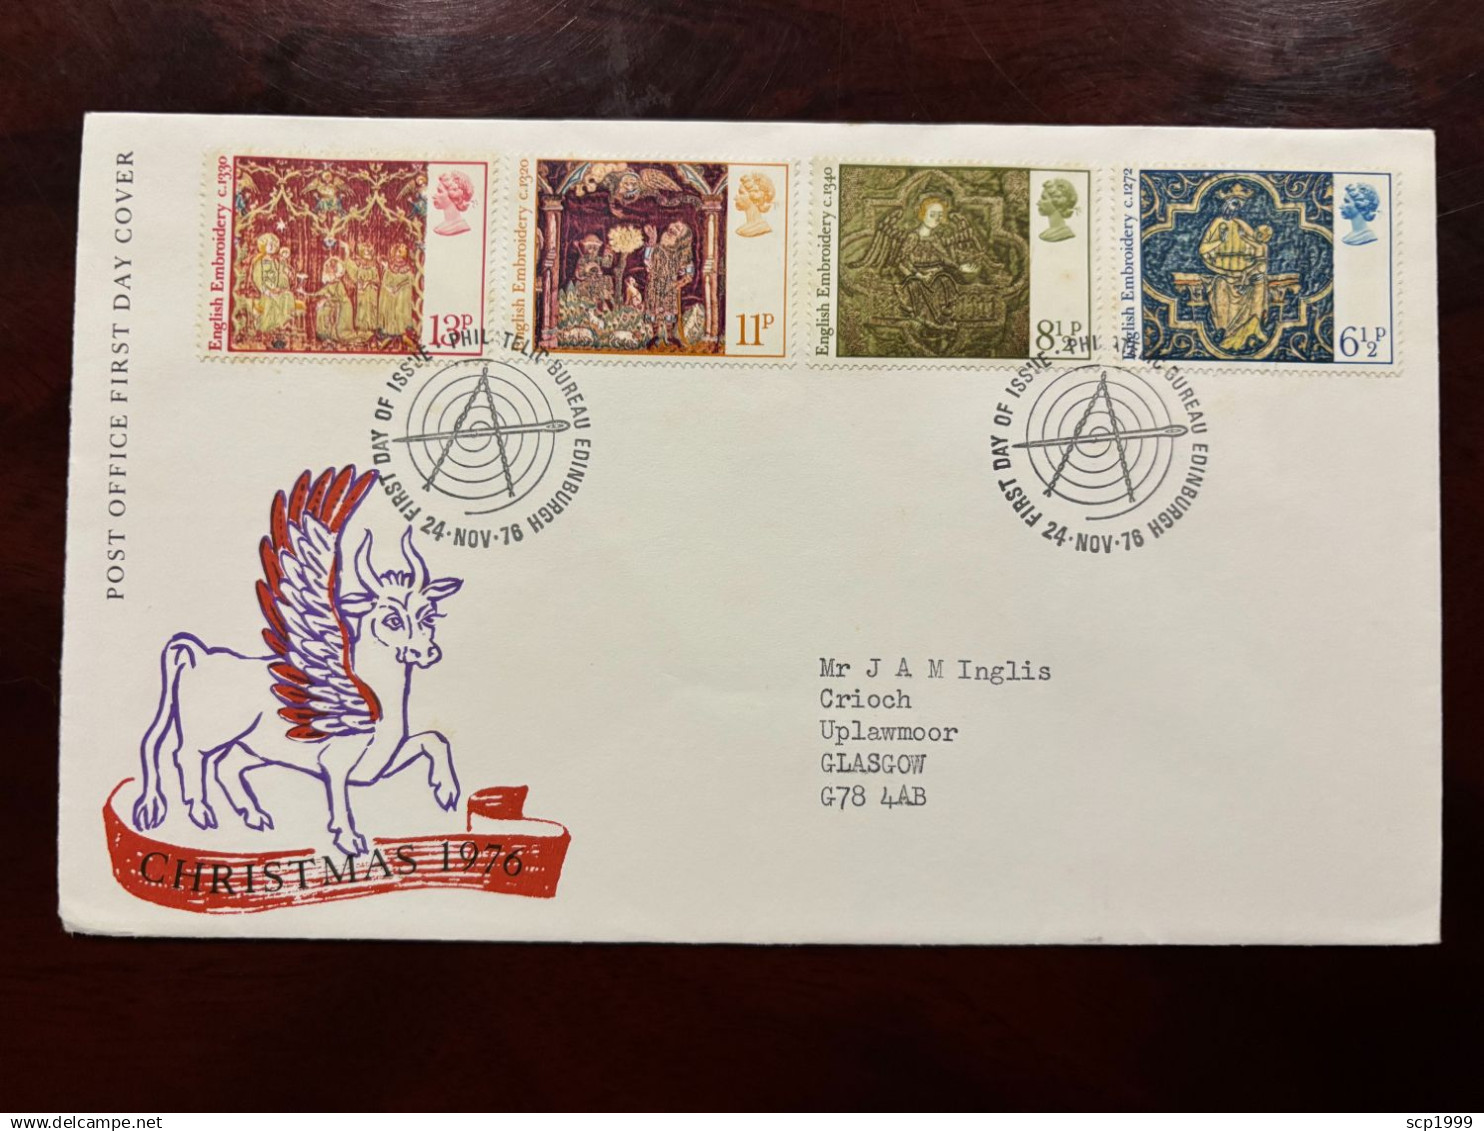 POST OFFICE FIRST DAY COVER
English Embroidery c.1330
13P
English Embroidery c.1320
11P
English Embroidery c.1340
8½P
English Embroidery c.1272
6½P
FIRST DAY OF ISSUE · PHILATELIC BUREAU EDINBURGH
24·NOV·76
FIRST DAY OF ISSUE · PHILATELIC BUREAU EDINBURGH
24·NOV·76
Mr J A M Inglis
Crioch
Uplawmoor
GLASGOW
G78 4AB
CHRISTMAS 1976
delcampe.net
scp1999